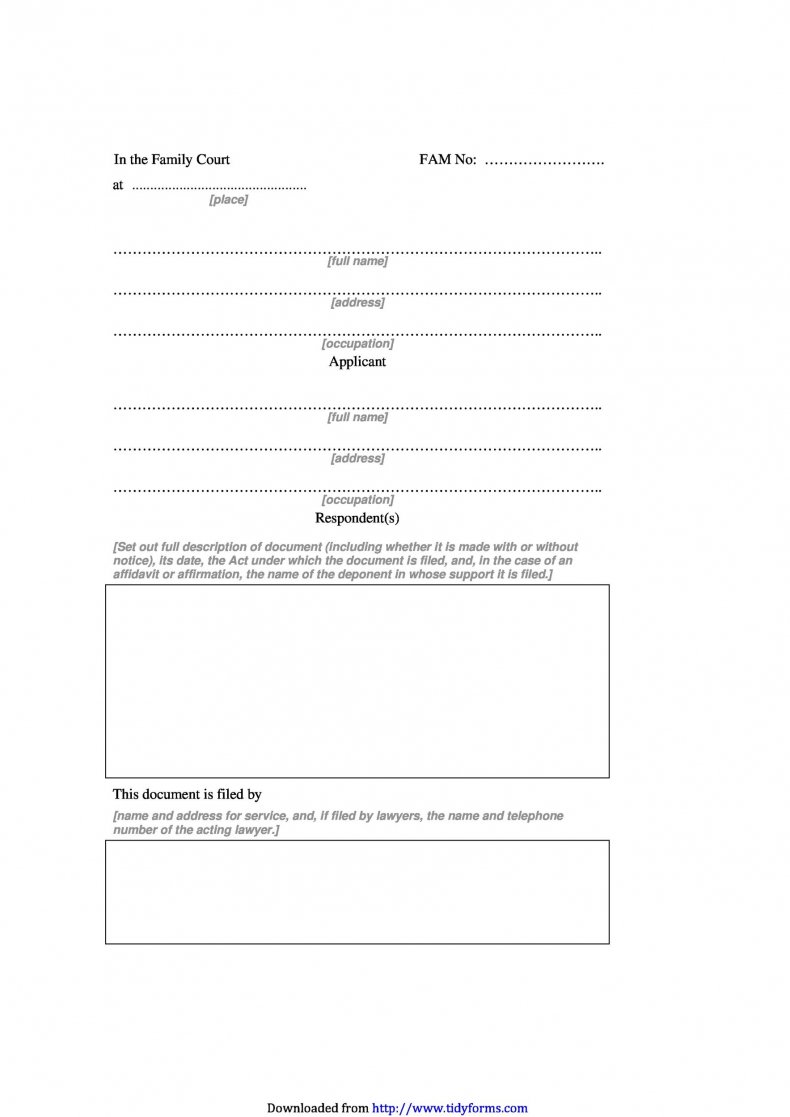 In the Family Court FAM No: ……………………
at ................................................
[place]
………………………………………………………………………………………..
[full name]
………………………………………………………………………………………..
[address]
………………………………………………………………………………………..
[occupation]
Applicant
………………………………………………………………………………………..
[full name]
………………………………………………………………………………………..
[address]
………………………………………………………………………………………..
[occupation]
Respondent(s)
[Set out full description of document (including whether it is made with or without
notice), its date, the Act under which the document is filed, and, in the case of an
affidavit or affirmation, the name of the deponent in whose support it is filed.]
This document is filed by
[name and address for service, and, if filed by lawyers, the name and telephone
number of the acting lawyer.]
Downloaded from http://www.tidyforms.com